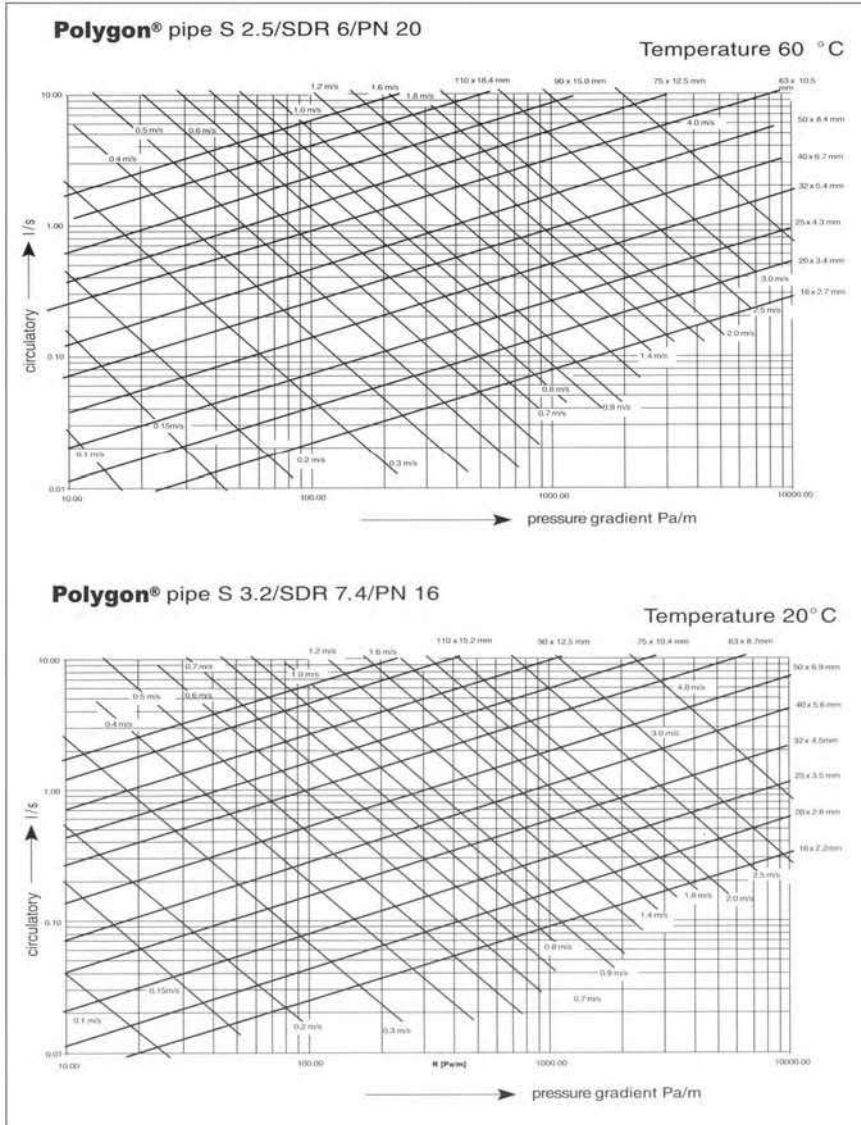 Polygon® pipe S 2.5/SDR 6/PN 20
Temperature 60 °C
1.2 m/s
1.6 m/s
110 x 16.4 mm
90 x 15.0 mm
75 x 12.5 mm
63 x 10.5 mm
10.00
1.0 m/s
1.8 m/s
0.5 m/s
0.6 m/s
4.0 m/s
50 x 8.4 mm
0.4 m/s
40 x 6.7 mm
32 x 5.4 mm
1.00
25 x 4.3 mm
20 x 3.4 mm
3.0 m/s
16 x 2.7 mm
2.5 m/s
2.0 m/s
0.10
1.4 m/s
0.8 m/s
0.9 m/s
0.7 m/s
0.15m/s
0.1 m/s
0.2 m/s
0.3 m/s
0.01
10.00
100.00
1000.00
10000.00
circulatory
l/s
pressure gradient Pa/m
Polygon® pipe S 3.2/SDR 7.4/PN 16
Temperature 20°C
1.2 m/s
1.6 m/s
110 x 15.2 mm
90 x 12.5 mm
75 x 10.4 mm
63 x 8.7mm
10.00
0.7 m/s
1.0 m/s
50 x 6.9 mm
0.5 m/s
0.6 m/s
4.0 m/s
40 x 5.6 mm
0.4 m/s
3.0 m/s
32 x 4.5mm
25 x 3.5 mm
1.00
20 x 2.8 mm
16 x 2.2mm
2.5 m/s
1.8 m/s
2.0 m/s
1.4 m/s
0.10
0.8 m/s
0.9 m/s
0.7 m/s
0.15m/s
0.1 m/s
0.2 m/s
0.3 m/s
0.01
10.00
100.00
R [Pa/m]
1000.00
10000.00
circulatory
l/s
pressure gradient Pa/m